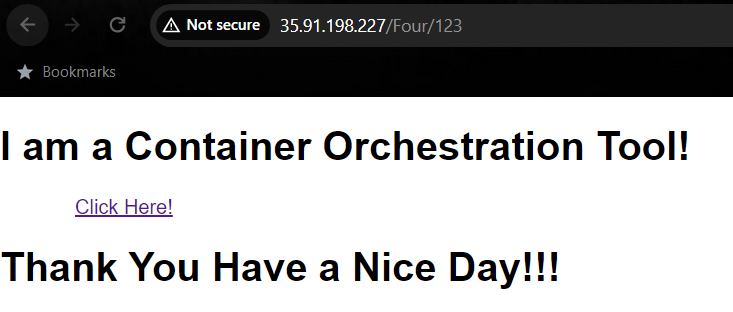 Not secure 35.91.198.227/Four/123
Bookmarks
I am a Container Orchestration Tool!
Click Here!
Thank You Have a Nice Day!!!